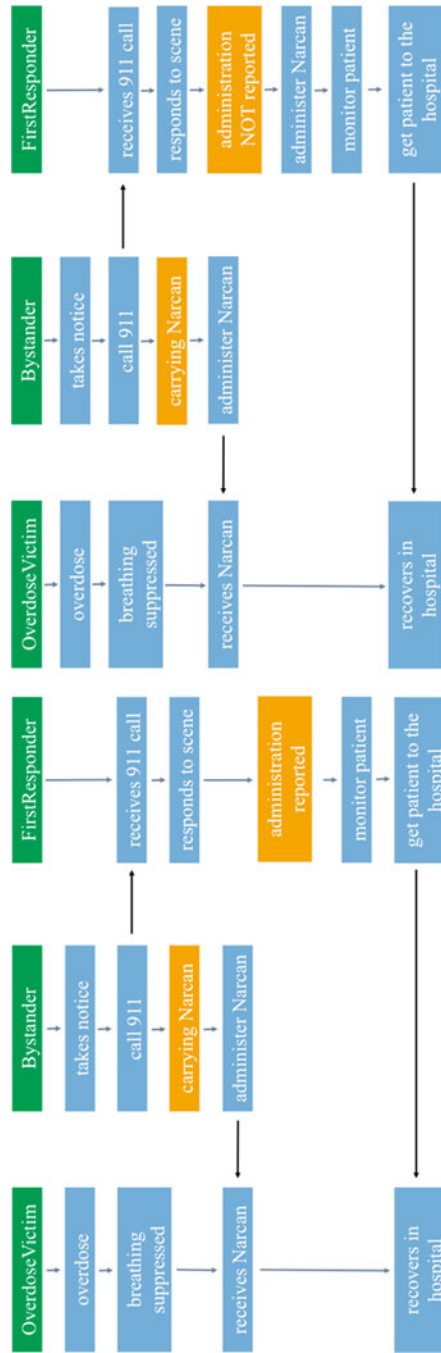 OverdoseVictim
overdose
breathing
suppressed
receives Narcan
recovers in
hospital
Bystander
takes notice
call 911
carrying Narcan
administer Narcan
FirstResponder
receives 911 call
responds to scene
administration
reported
monitor patient
get patient to the
hospital
OverdoseVictim
overdose
breathing
suppressed
receives Narcan
recovers in
hospital
Bystander
takes notice
call 911
carrying Narcan
administer Narcan
FirstResponder
receives 911 call
responds to scene
administration
NOT reported
administer Narcan
monitor patient
get patient to the
hospital